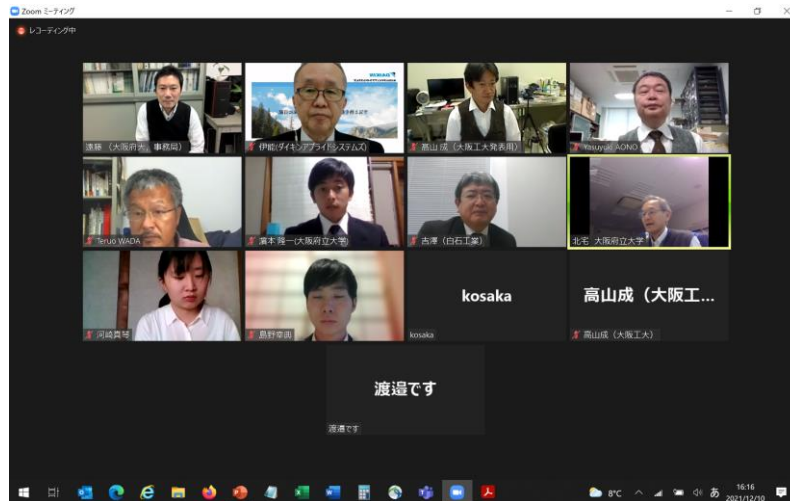 Zoom ミーティング
レコーディング中
遠藤（大阪府大、事務局）
伊能(ダイキンアプライドシステムズ)
髙山 成（大阪工大発表用）
Yasuyuki AONO
Teruo WADA
濵本 隆一(大阪府立大学)
古澤（白石工業）
北宅 大阪府立大学
河崎真琴
島野幸典
kosaka
kosaka
高山成（大阪工...
高山成（大阪工大）
渡邉です
渡邉です
8°C
あ
16:16
2021/12/10